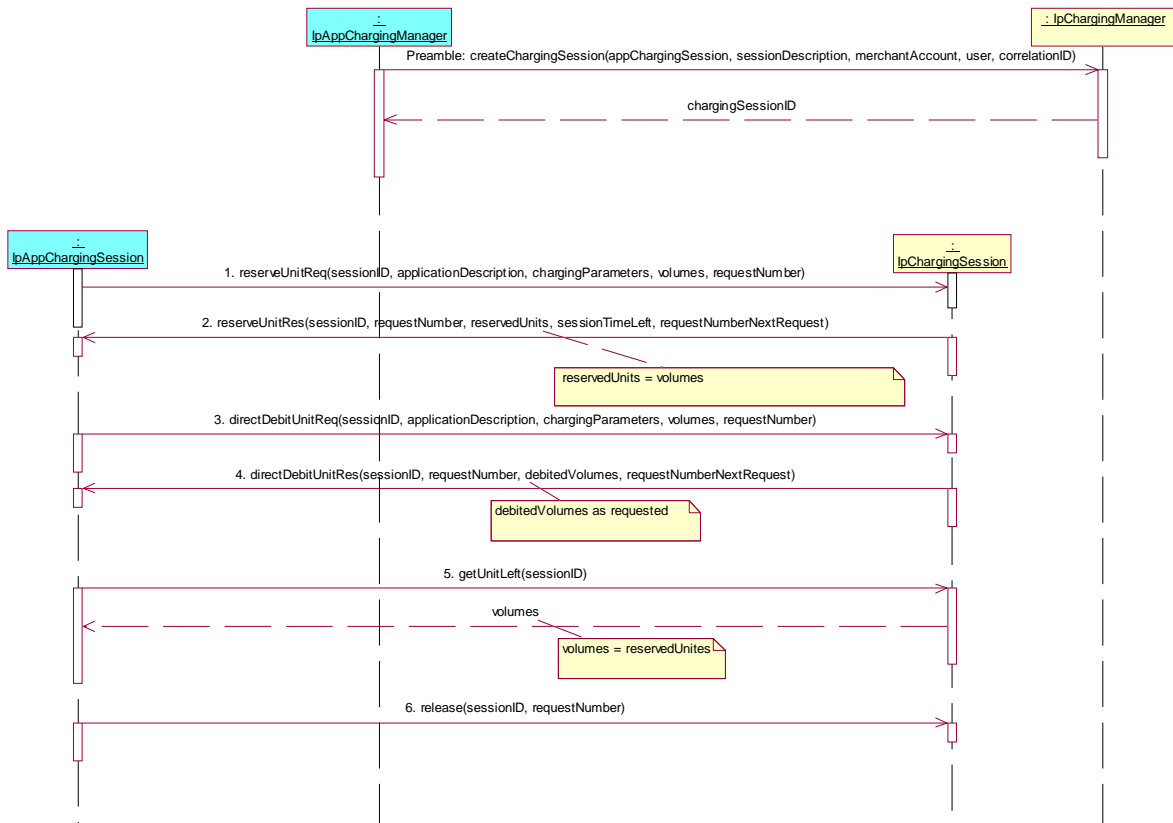 :
IpAppChargingManager
: IpChargingManager
Preamble: createChargingSession(appChargingSession, sessionDescription, merchantAccount, user, correlationID)
chargingSessionID
:
IpAppChargingSession
:
IpChargingSession
1. reserveUnitReq(sessionID, applicationDescription, chargingParameters, volumes, requestNumber)
2. reserveUnitRes(sessionID, requestNumber, reservedUnits, sessionTimeLeft, requestNumberNextRequest)
reservedUnits = volumes
3. directDebitUnitReq(sessionID, applicationDescription, chargingParameters, volumes, requestNumber)
4. directDebitUnitRes(sessionID, requestNumber, debitedVolumes, requestNumberNextRequest)
debitedVolumes as requested
5. getUnitLeft(sessionID)
volumes
volumes = reservedUnites
6. release(sessionID, requestNumber)